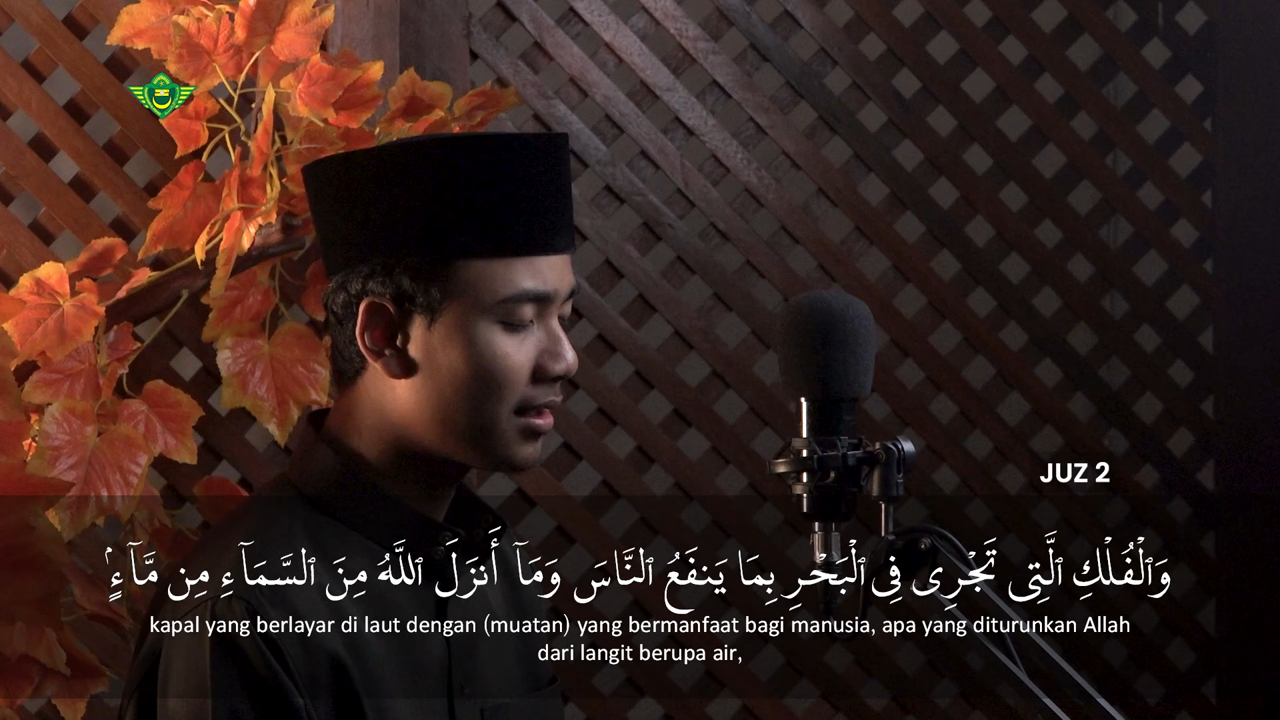 JUZ 2
وَٱلْفُلْكِ ٱلَّتِى تَجْرِى فِى ٱلْبَحْرِ بِمَا يَنفَعُ ٱلنَّاسَ وَمَآ أَنزَلَ ٱللَّهُ مِنَ ٱلسَّمَآءِ مِن مَّآءٍۢ
kapal yang berlayar di laut dengan (muatan) yang bermanfaat bagi manusia, apa yang diturunkan Allah
dari langit berupa air,